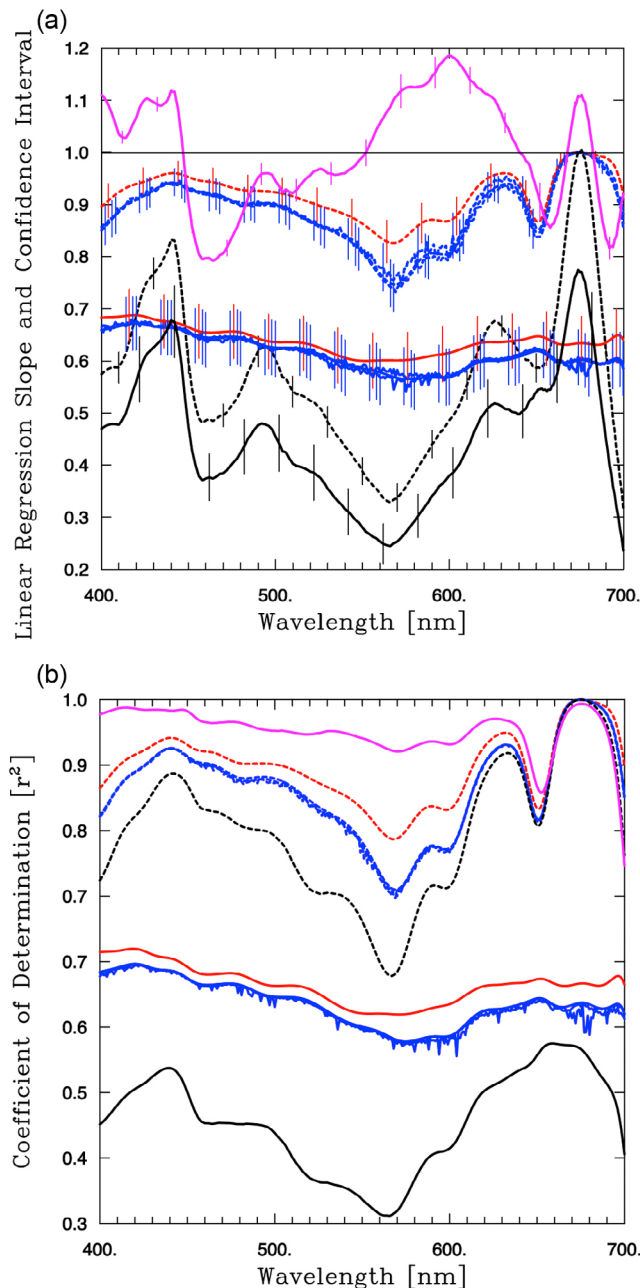 (a)
Linear Regression Slope and Confidence Interval
1.2
1.1
1.0
0.9
0.8
0.7
0.6
0.5
0.4
0.3
0.2
400. 500. 600. 700.
Wavelength [nm]
(b)
Coefficient of Determination [r²]
1.0
0.9
0.8
0.7
0.7
0.6
0.5
0.4
0.3
400. 500. 600. 700.
Wavelength [nm]